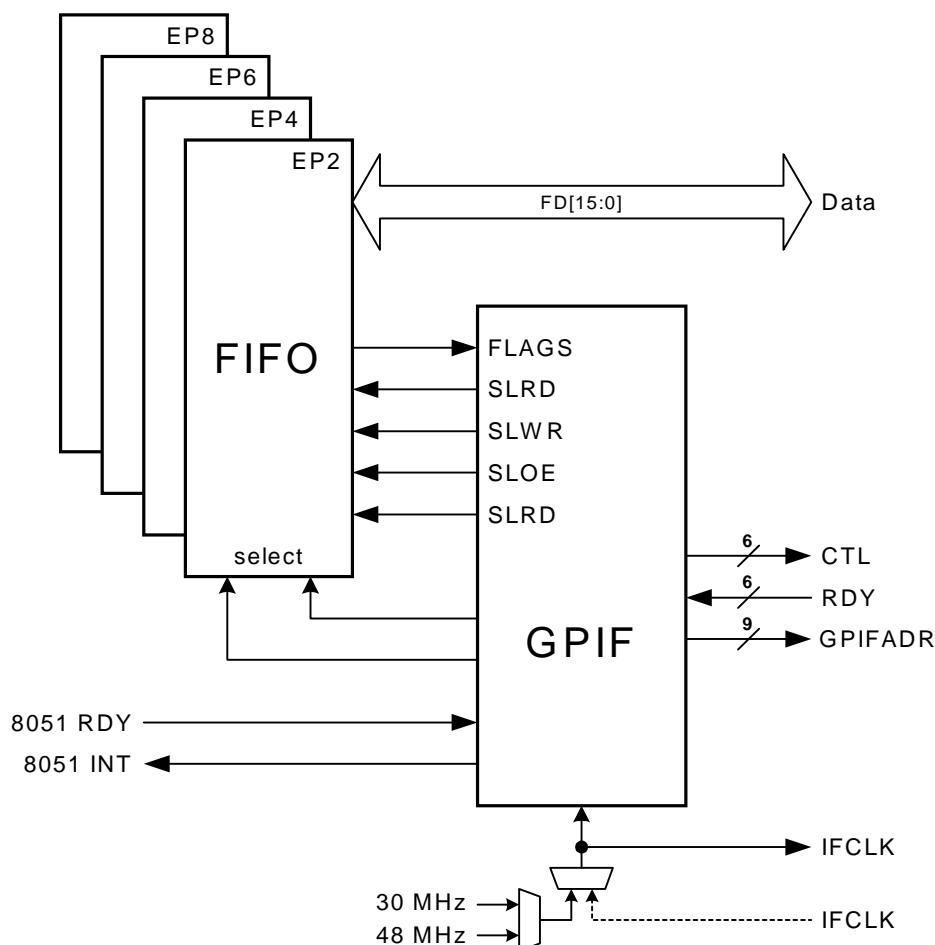 EP8
EP6
EP4
EP2
FD[15:0]
Data
FIFO
FLAGS
SLRD
SLWR
SLOE
SLRD
select
6
CTL
6
RDY
9
GPIFADR
GPIF
8051 RDY
8051 INT
IFCLK
30 MHz
48 MHz
IFCLK